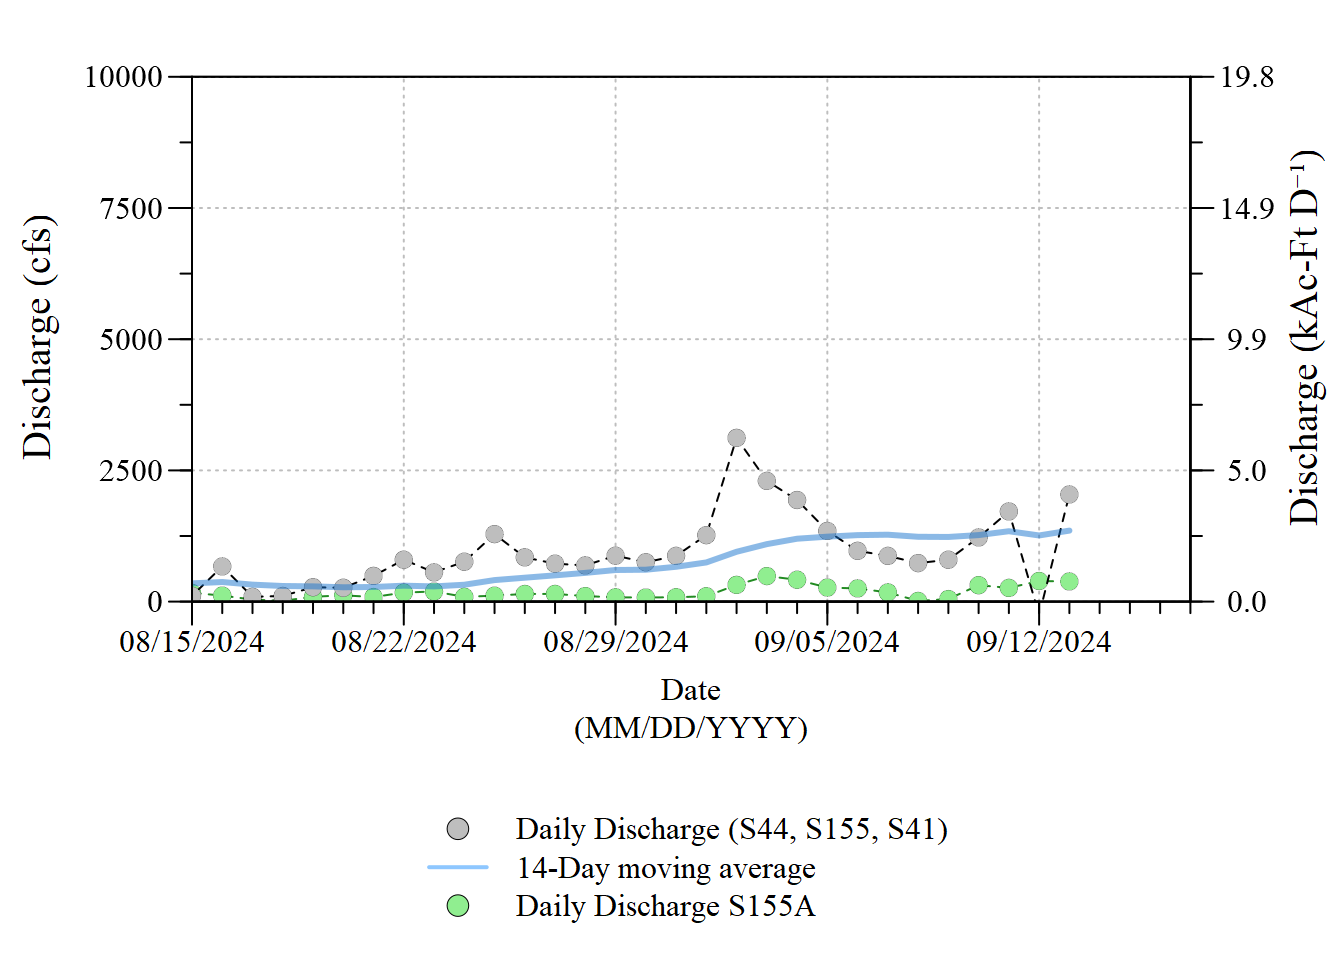 10000
7500
5000
2500
0
Discharge (cfs)
19.8
14.9
9.9
5.0
0.0
Discharge (kAc-Ft D⁻¹)
08/15/2024 08/22/2024 08/29/2024 09/05/2024 09/12/2024
Date
(MM/DD/YYYY)
Daily Discharge (S44, S155, S41)
14-Day moving average
Daily Discharge S155A